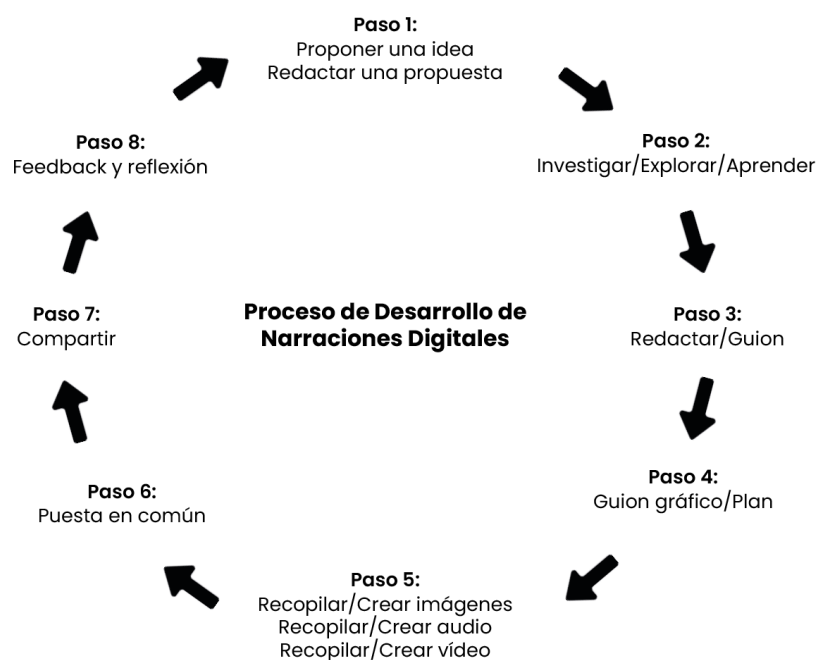 Paso 1:
Proponer una idea
Redactar una propuesta
Paso 2:
Investigar/Explorar/Aprender
Paso 3:
Redactar/Guion
Paso 4:
Guion gráfico/Plan
Paso 5:
Recopilar/Crear imágenes
Recopilar/Crear audio
Recopilar/Crear vídeo
Paso 6:
Puesta en común
Paso 7:
Compartir
Paso 8:
Feedback y reflexión
Proceso de Desarrollo de
Narraciones Digitales